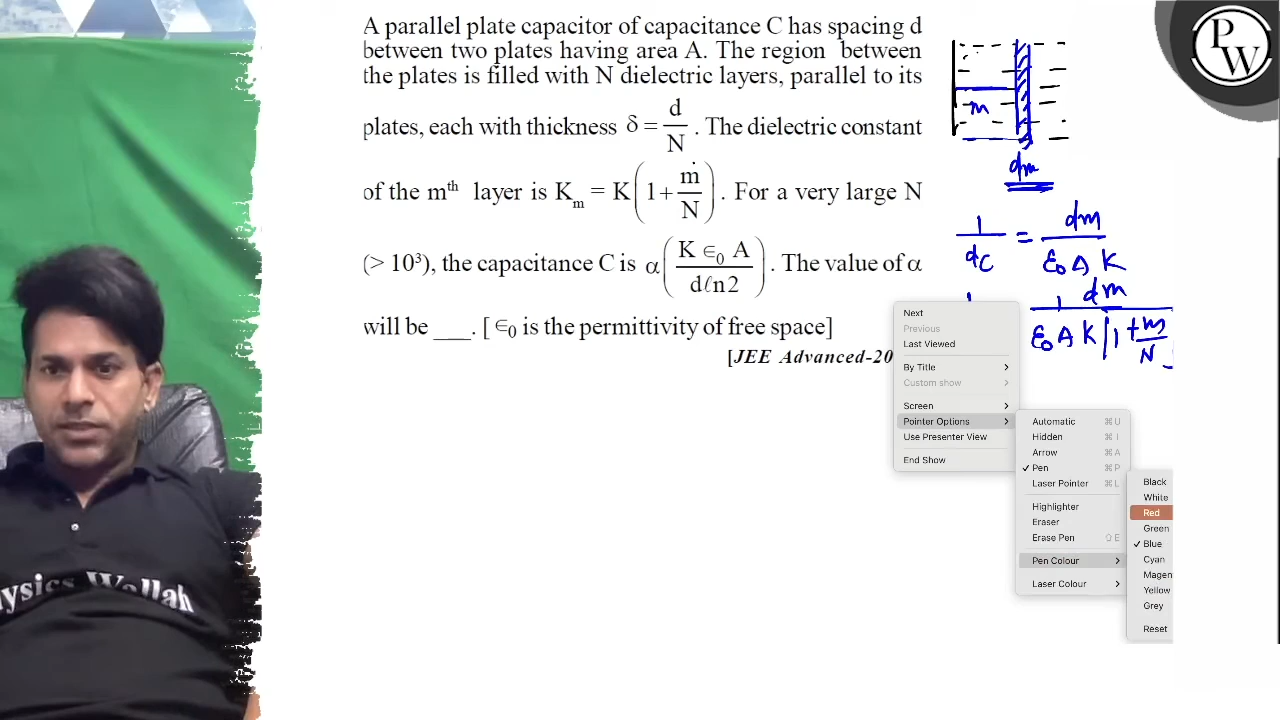 A parallel plate capacitor of capacitance C has spacing d
between two plates having area A. The region between
the plates is filled with N dielectric layers, parallel to its
plates, each with thickness δ = d/N . The dielectric constant
of the mᵗʰ layer is Kₘ = K(1 + m/N) . For a very large N
(> 10³), the capacitance C is α(K ∈₀ A / dℓn2) . The value of α
will be ___. [ ∈₀ is the permittivity of free space]
[JEE Advanced-20
PW
m
dm
1/dC = dm/ε₀ A K
1 dm
ε₀ A K (1 + m/N
Next
Previous
Last Viewed
By Title
Custom show
Screen
Pointer Options
Use Presenter View
End Show
Automatic ⌘U
Hidden ⌘I
Arrow ⌘A
✓ Pen ⌘P
Laser Pointer ⌘L
Highlighter
Eraser
Erase Pen ⇧E
Pen Colour
Laser Colour
Black
White
Red
Green
✓ Blue
Cyan
Magen
Yellow
Grey
Reset
ysics Wallah